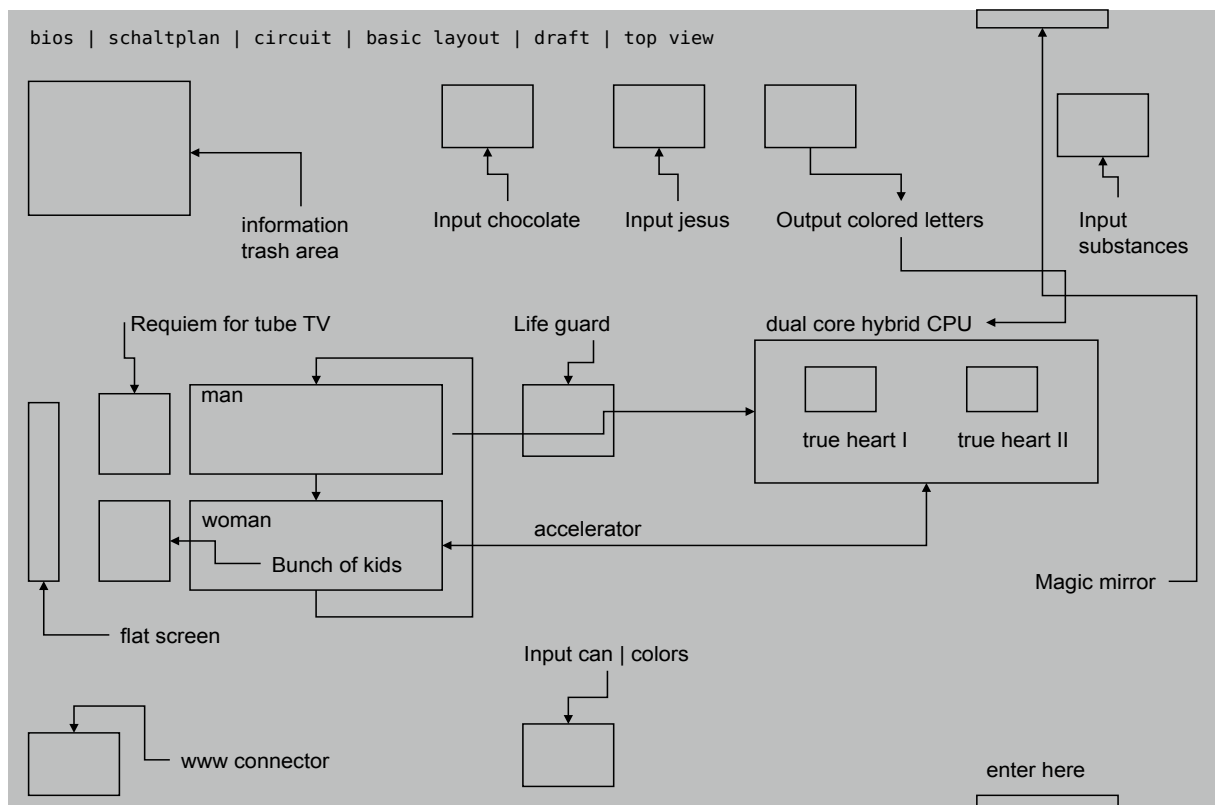 bios | schaltplan | circuit | basic layout | draft | top view
information
trash area
Input chocolate
Input jesus
Output colored letters
Input
substances
Requiem for tube TV
Life guard
dual core hybrid CPU
man
true heart I
true heart II
woman
accelerator
Bunch of kids
Magic mirror
flat screen
Input can | colors
www connector
enter here